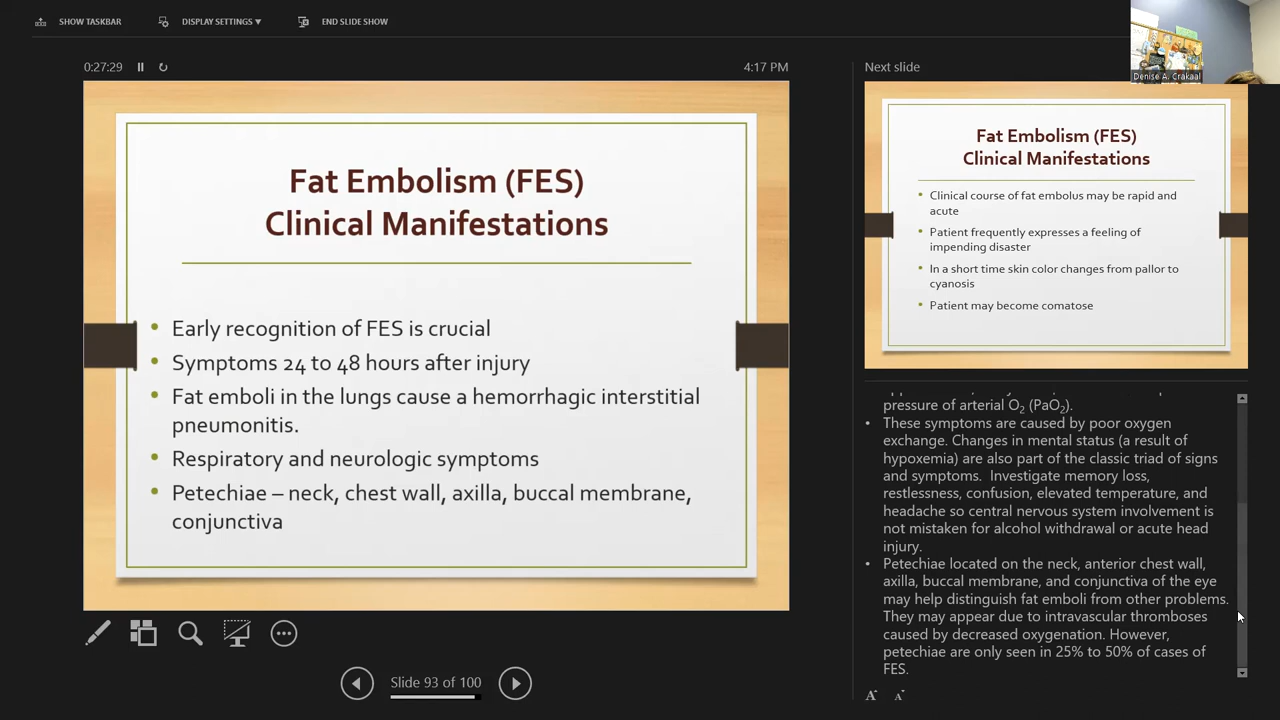 SHOW TASKBAR
DISPLAY SETTINGS ▼
END SLIDE SHOW
0:27:29
4:17 PM
Fat Embolism (FES)
Clinical Manifestations
• Early recognition of FES is crucial
• Symptoms 24 to 48 hours after injury
• Fat emboli in the lungs cause a hemorrhagic interstitial
pneumonitis.
• Respiratory and neurologic symptoms
• Petechiae – neck, chest wall, axilla, buccal membrane,
conjunctiva
Slide 93 of 100
Next slide
Denise A. Crakaal
Fat Embolism (FES)
Clinical Manifestations
• Clinical course of fat embolus may be rapid and
acute
• Patient frequently expresses a feeling of
impending disaster
• In a short time skin color changes from pallor to
cyanosis
• Patient may become comatose
pressure of arterial O₂ (PaO₂).
• These symptoms are caused by poor oxygen
exchange. Changes in mental status (a result of
hypoxemia) are also part of the classic triad of signs
and symptoms. Investigate memory loss,
restlessness, confusion, elevated temperature, and
headache so central nervous system involvement is
not mistaken for alcohol withdrawal or acute head
injury.
• Petechiae located on the neck, anterior chest wall,
axilla, buccal membrane, and conjunctiva of the eye
may help distinguish fat emboli from other problems.
They may appear due to intravascular thromboses
caused by decreased oxygenation. However,
petechiae are only seen in 25% to 50% of cases of
FES.
A A